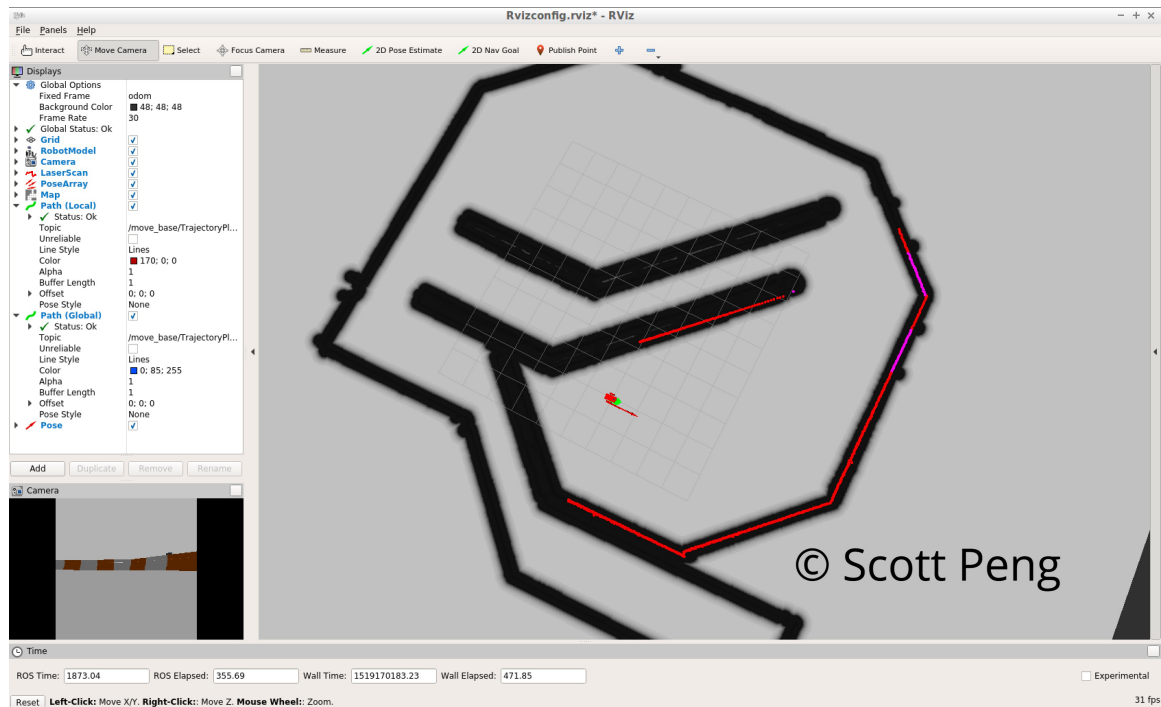 Rvizconfig.rviz* - RViz
File Panels Help
Interact Move Camera Select Focus Camera Measure 2D Pose Estimate 2D Nav Goal Publish Point
Displays
Global Options
Fixed Frame odom
Background Color 48; 48; 48
Frame Rate 30
Global Status: Ok
Grid
RobotModel
Camera
LaserScan
PoseArray
Map
Path (Local)
Status: Ok
Topic /move_base/TrajectoryPl...
Unreliable
Line Style Lines
Color 170; 0; 0
Alpha 1
Buffer Length 1
Offset 0; 0; 0
Pose Style None
Path (Global)
Status: Ok
Topic /move_base/TrajectoryPl...
Unreliable
Line Style Lines
Color 0; 85; 255
Alpha 1
Buffer Length 1
Offset 0; 0; 0
Pose Style None
Pose
Add Duplicate Remove Rename
Camera
© Scott Peng
Time
ROS Time: 1873.04 ROS Elapsed: 355.69 Wall Time: 1519170183.23 Wall Elapsed: 471.85 Experimental
Reset Left-Click: Move X/Y. Right-Click:: Move Z. Mouse Wheel:: Zoom. 31 fps